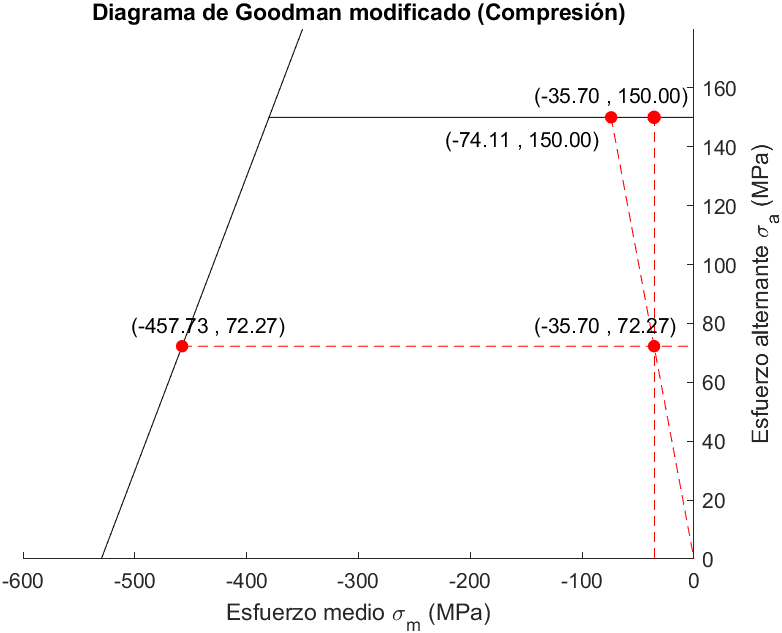 Diagrama de Goodman modificado (Compresión)
(-35.70 , 150.00)
(-74.11 , 150.00)
(-457.73 , 72.27)
(-35.70 , 72.27)
160
140
120
100
80
60
40
20
0
Esfuerzo alternante σa (MPa)
-600
-500
-400
-300
-200
-100
0
Esfuerzo medio σm (MPa)